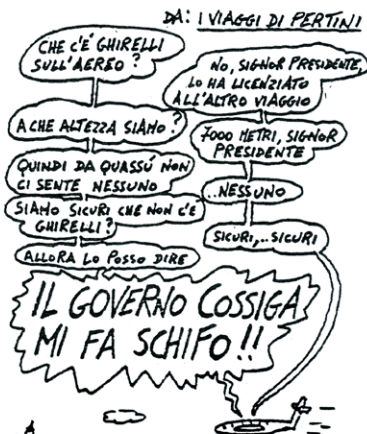 DA: I VIAGGI DI PERTINI
CHE C'È GHIRELLI
SULL'AEREO?
NO, SIGNOR PRESIDENTE,
LO HA LICENZIATO
ALL'ALTRO VIAGGIO
A CHE ALTEZZA SIAMO?
7000 METRI, SIGNOR
PRESIDENTE
QUINDI DA QUASSÚ NON
CI SENTE NESSUNO
..NESSUNO
SIAMO SICURI CHE NON C'È
GHIRELLI?
SICURI,..SICURI
ALLORA LO POSSO DIRE
IL GOVERNO COSSIGA
MI FA SCHIFO!!